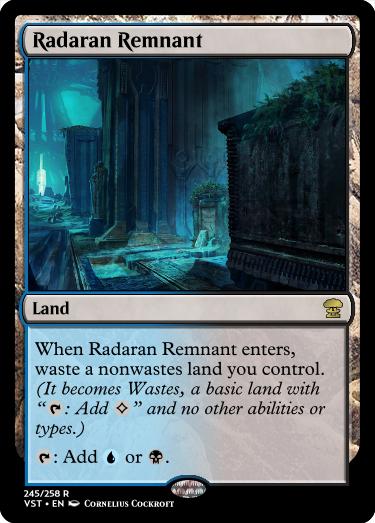 Radaran Remnant
Land
When Radaran Remnant enters,
waste a nonwastes land you control.
(It becomes Wastes, a basic land with
“: Add ” and no other abilities or
types.)
: Add or .
245/258 R
VST • EN Cornelius Cockroft